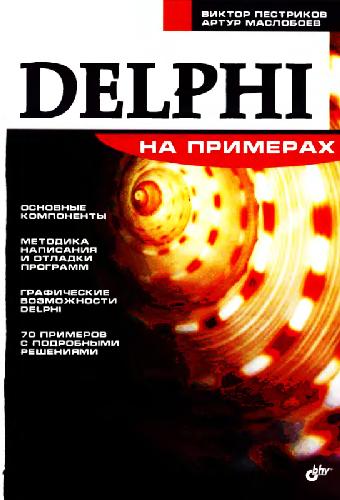 ВИКТОР ПЕСТРИКОВ
АРТУР МАСЛОБОЕВ
DELPHI
НА ПРИМЕРАХ
ОСНОВНЫЕ
КОМПОНЕНТЫ
МЕТОДИКА
НАПИСАНИЯ
И ОТЛАДКИ
ПРОГРАММ
ГРАФИЧЕСКИЕ
ВОЗМОЖНОСТИ
DELPHI
70 ПРИМЕРОВ
С ПОДРОБНЫМИ
РЕШЕНИЯМИ
bhv